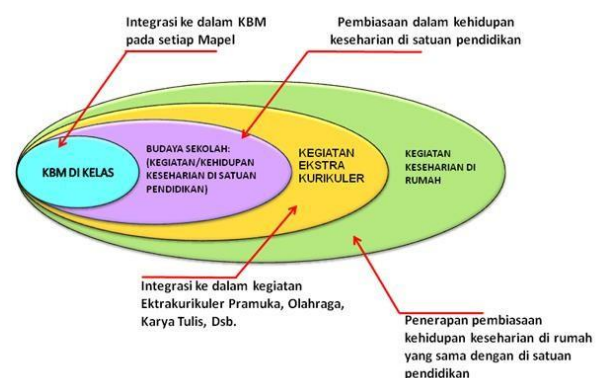 Integrasi ke dalam KBM
pada setiap Mapel
Pembiasaan dalam kehidupan
keseharian di satuan pendidikan
KBM DI KELAS
BUDAYA SEKOLAH:
(KEGIATAN/KEHIDUPAN
KESEHARIAN DI SATUAN
PENDIDIKAN)
KEGIATAN
EKSTRA
KURIKULER
KEGIATAN
KESEHARIAN DI
RUMAH
Integrasi ke dalam kegiatan
Ektrakurikuler Pramuka, Olahraga,
Karya Tulis, Dsb.
Penerapan pembiasaan
kehidupan keseharian di rumah
yang sama dengan di satuan
pendidikan